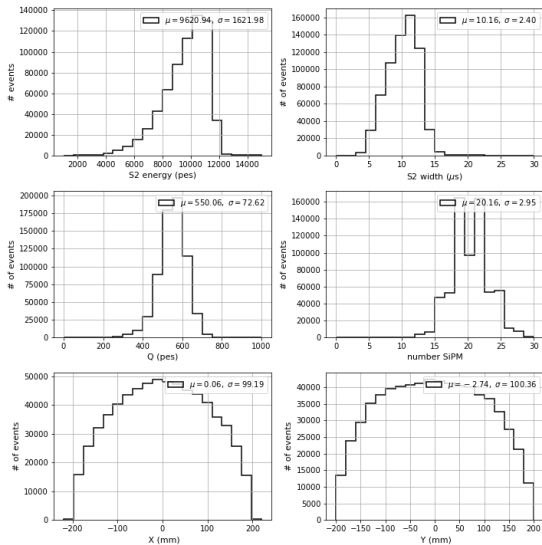 140000
120000
100000
80000
60000
40000
20000
0
# events
μ = 9620.94, σ = 1621.98
2000 4000 6000 8000 10000 12000 14000
S2 energy (pes)
160000
140000
120000
100000
80000
60000
40000
20000
0
# of events
μ = 10.16, σ = 2.40
0 5 10 15 20 25 30
S2 width (μs)
200000
175000
150000
125000
100000
75000
50000
25000
0
# of events
μ = 550.06, σ = 72.62
0 200 400 600 800 1000
Q (pes)
160000
140000
120000
100000
80000
60000
40000
20000
0
# of events
μ = 20.16, σ = 2.95
0 5 10 15 20 25 30
number SiPM
50000
40000
30000
20000
10000
0
# of events
μ = 0.06, σ = 99.19
−200 −100 0 100 200
X (mm)
40000
35000
30000
25000
20000
15000
10000
5000
0
# of events
μ = −2.74, σ = 100.36
−200 −150 −100 −50 0 50 100 150 200
Y (mm)